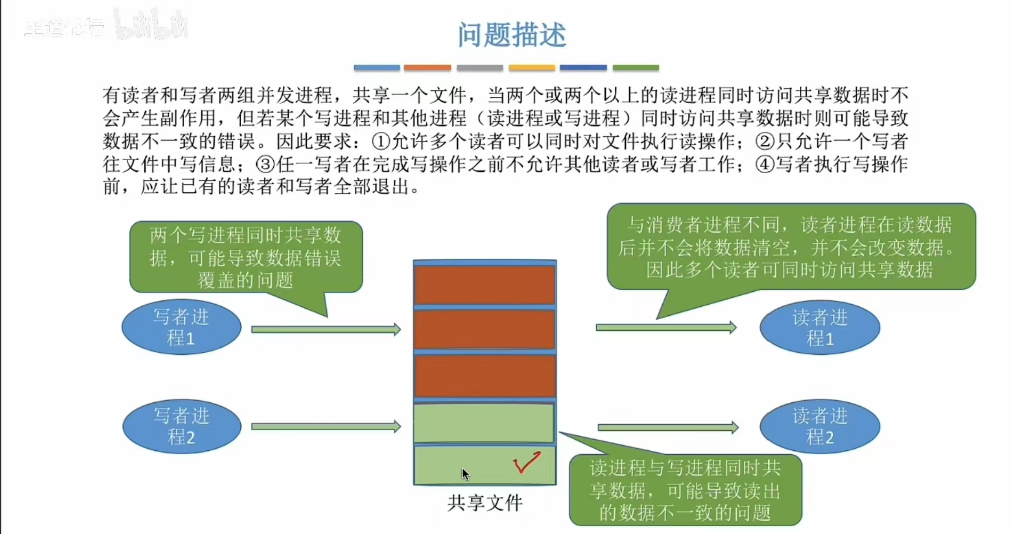 问题描述
有读者和写者两组并发进程，共享一个文件，当两个或两个以上的读进程同时访问共享数据时不
会产生副作用，但若某个写进程和其他进程（读进程或写进程）同时访问共享数据时则可能导致
数据不一致的错误。因此要求：①允许多个读者可以同时对文件执行读操作；②只允许一个写者
往文件中写信息；③任一写者在完成写操作之前不允许其他读者或写者工作；④写者执行写操作
前，应让已有的读者和写者全部退出。
两个写进程同时共享数
据，可能导致数据错误
覆盖的问题
与消费者进程不同，读者进程在读数据
后并不会将数据清空，并不会改变数据。
因此多个读者可同时访问共享数据
写者进
程1
读者进
程1
写者进
程2
读者进
程2
读进程与写进程同时共
享数据，可能导致读出
的数据不一致的问题
共享文件